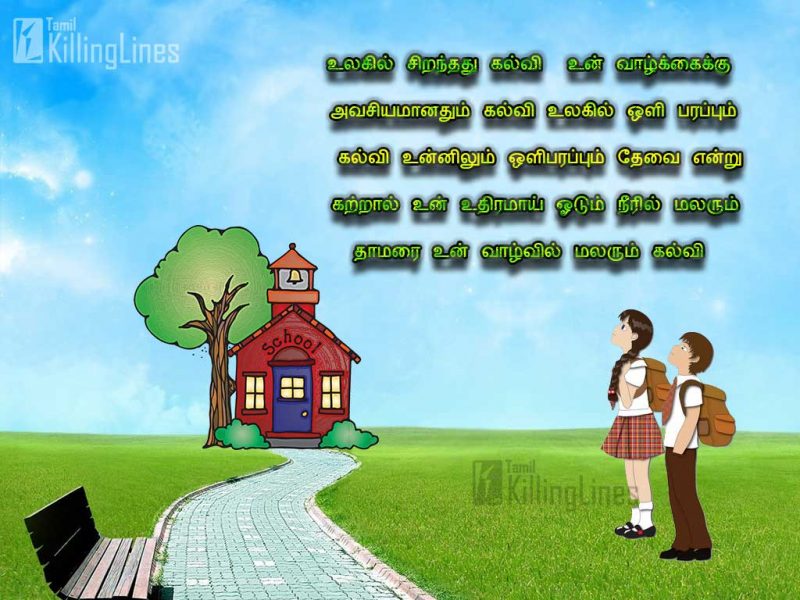 Tamil
KillingLines
உலகில் சிறந்தது கல்வி உன் வாழ்க்கைக்கு
அவசியமானதும் கல்வி உலகில் ஒளி பரப்பும்
கல்வி உன்னிலும் ஒளிபரப்பும் தேவை என்று
கற்றால் உன் உதிரமாய் ஓடும் நீரில் மலரும்
தாமரை உன் வாழ்வில் மலரும் கல்வி
School
Tamil
KillingLines